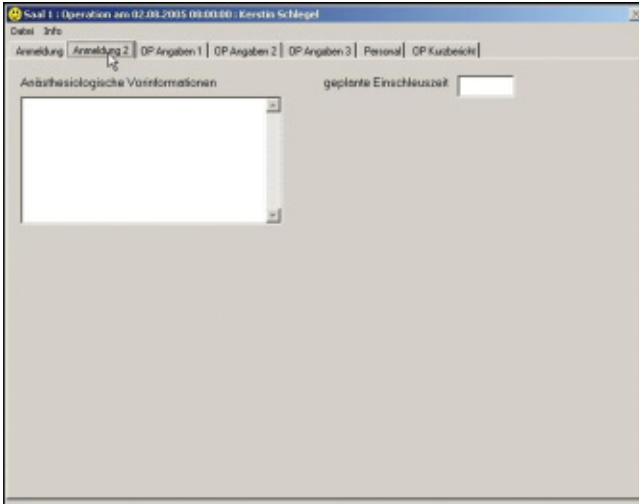 Saal 1 : Operation am 02.08.2005 08:00:00 : Kerstin Schlegel
Datei Info
Anmeldung Anmeldung 2 OP Angaben 1 OP Angaben 2 OP Angaben 3 Personal OP Kurzbericht
Anästhesiologische Vorinformationen geplante Einschleuszeit